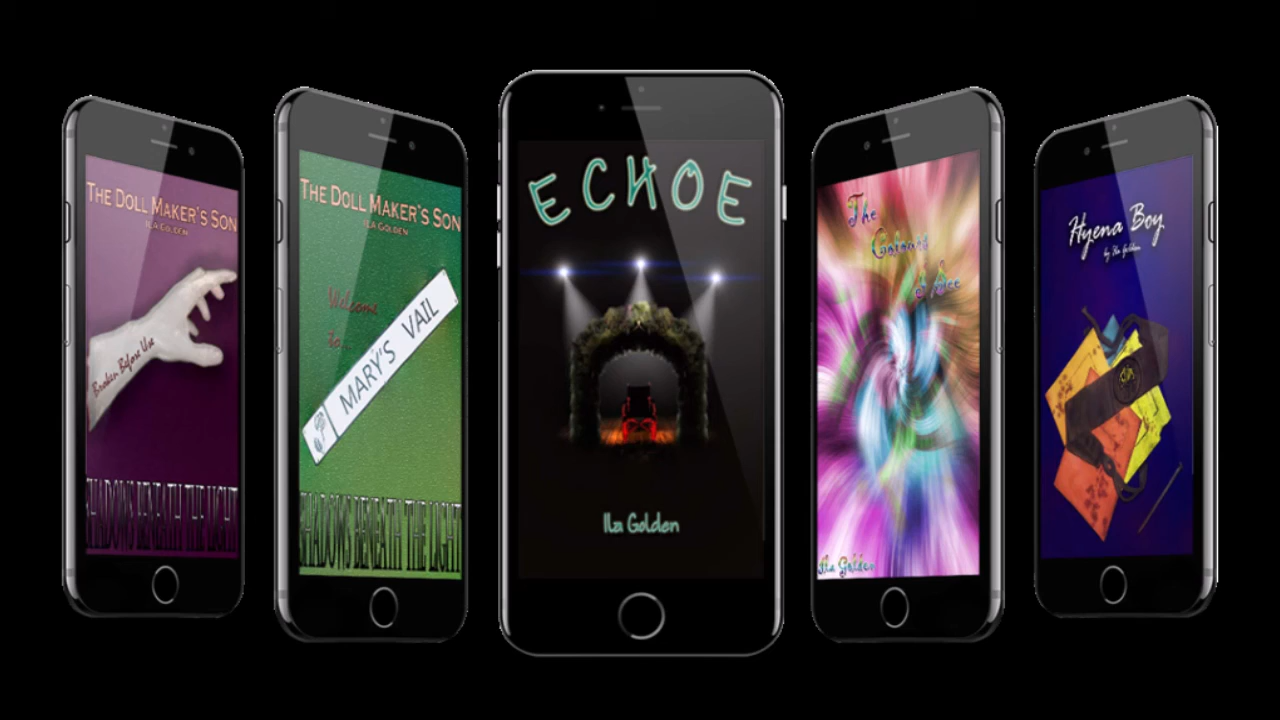 THE DOLL MAKER'S SON
ILA GOLDEN
Broken Before Use
SHADOWS BENEATH THE LIGHT
THE DOLL MAKER'S SON
ILA GOLDEN
Welcome
to...
MARY'S VAIL
SHADOWS BENEATH THE LIGHT
ECHOE
Ila Golden
The
Colours
I See
Ila Golden
Hyena Boy
by Ila Golden